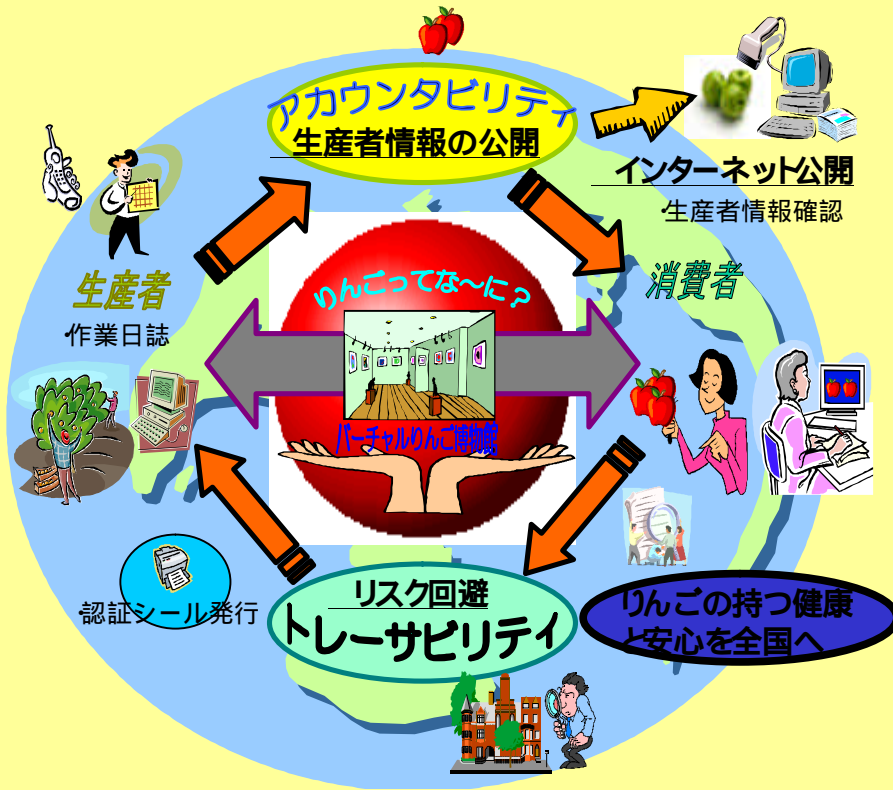 アカウンタビリティ
生産者情報の公開
インターネット公開
・生産者情報確認
生産者
・作業日誌
りんごってな～に？
消費者
バーチャルりんご博物館
・認証シール発行
リスク回避
トレーサビリティ
りんごの持つ健康
と安心を全国へ